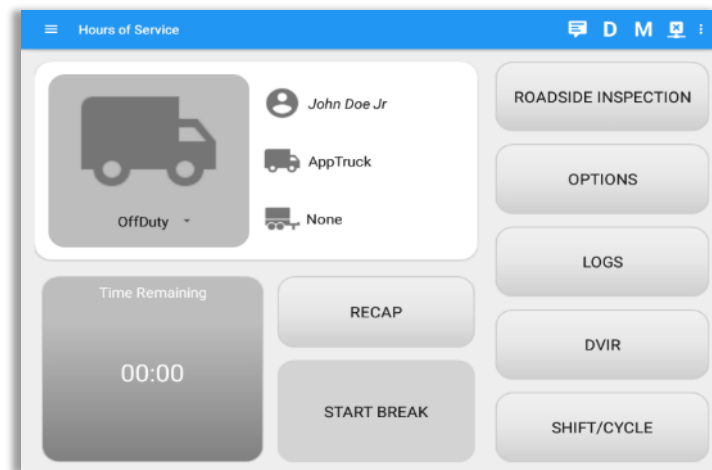 Hours of Service
D M
John Doe Jr
AppTruck
None
OffDuty
Time Remaining
00:00
RECAP
START BREAK
ROADSIDE INSPECTION
OPTIONS
LOGS
DVIR
SHIFT/CYCLE